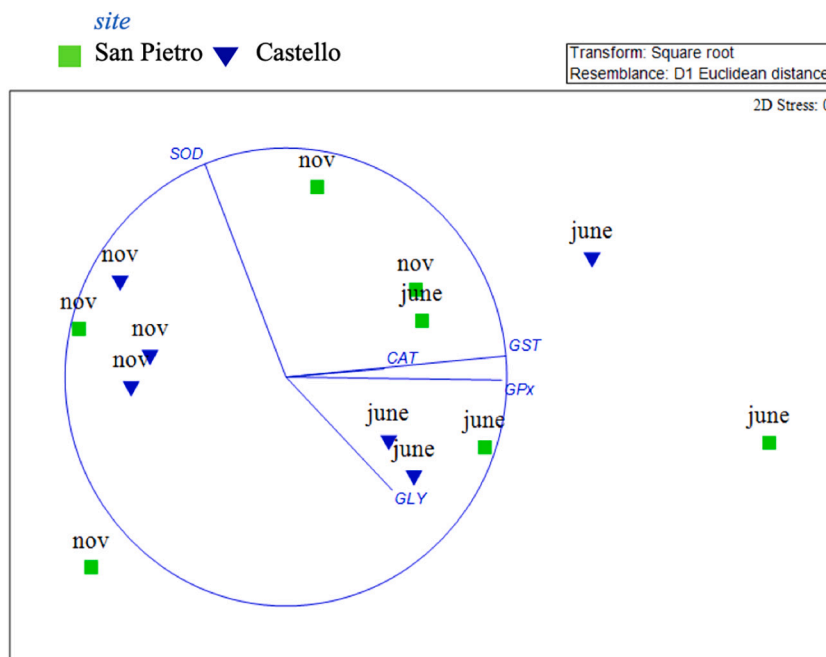 site
San Pietro Castello
Transform: Square root
Resemblance: D1 Euclidean distance
2D Stress: 0
SOD
nov
june
nov
nov
june
nov
nov
nov
GST
CAT
GPx
june
june
june
june
GLY
nov